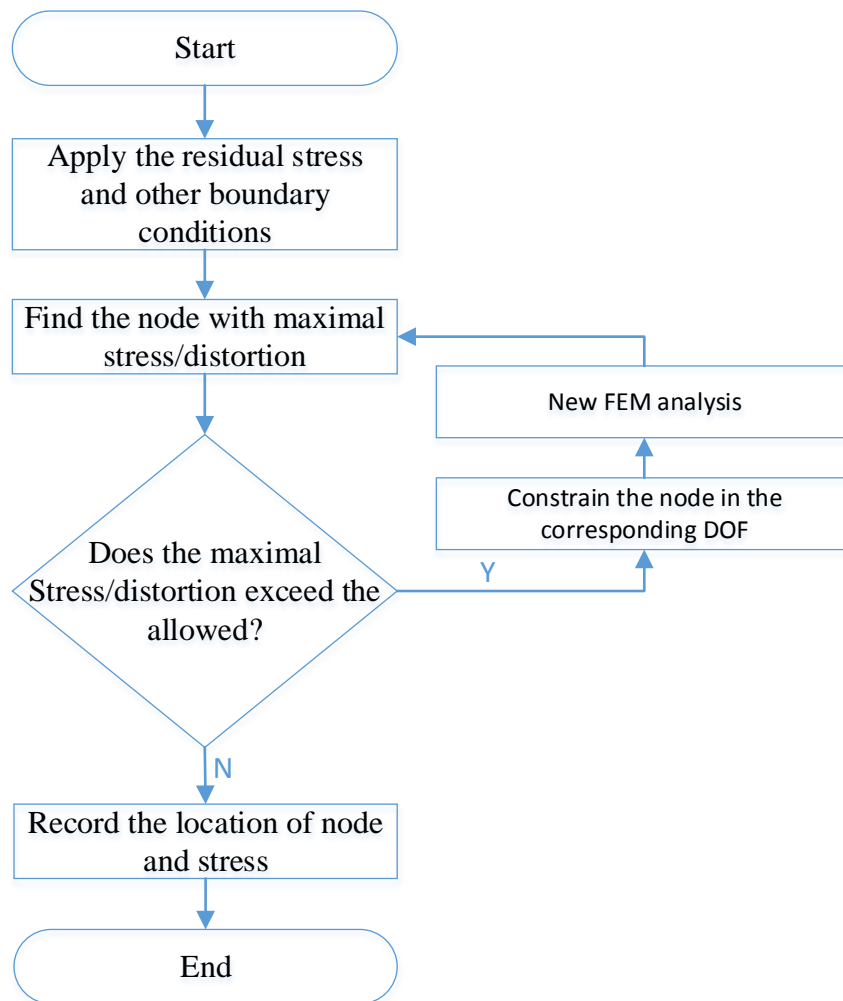 Start
Apply the residual stress
and other boundary
conditions
Find the node with maximal
stress/distortion
New FEM analysis
Constrain the node in the
corresponding DOF
Does the maximal
Stress/distortion exceed the
allowed?
Y
N
Record the location of node
and stress
End